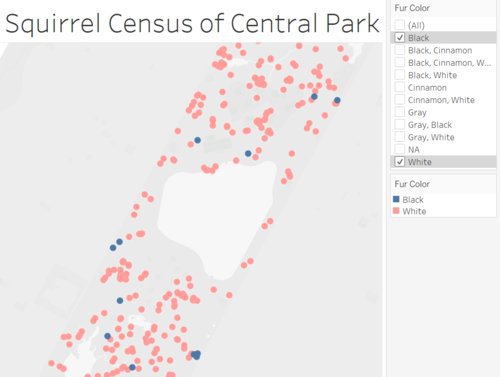 Squirrel Census of Central Park
Fur Color
(All)
Black
Black, Cinnamon
Black, Cinnamon, W...
Black, White
Cinnamon
Cinnamon, White
Gray
Gray, Black
Gray, White
NA
White
Fur Color
Black
White